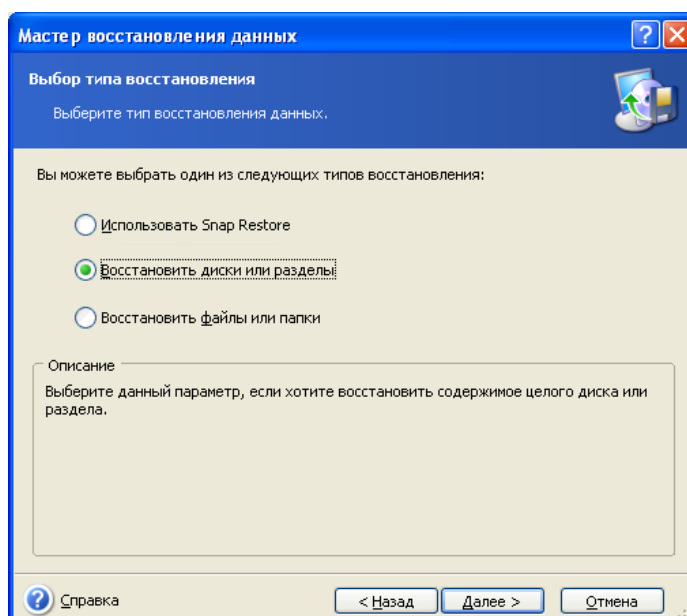 Мастер восстановления данных
Выбор типа восстановления
Выберите тип восстановления данных.
Вы можете выбрать один из следующих типов восстановления:
Использовать Snap Restore
Восстановить диски или разделы
Восстановить файлы или папки
Описание
Выберите данный параметр, если хотите восстановить содержимое целого диска или
раздела.
Справка
< Назад
Далее >
Отмена